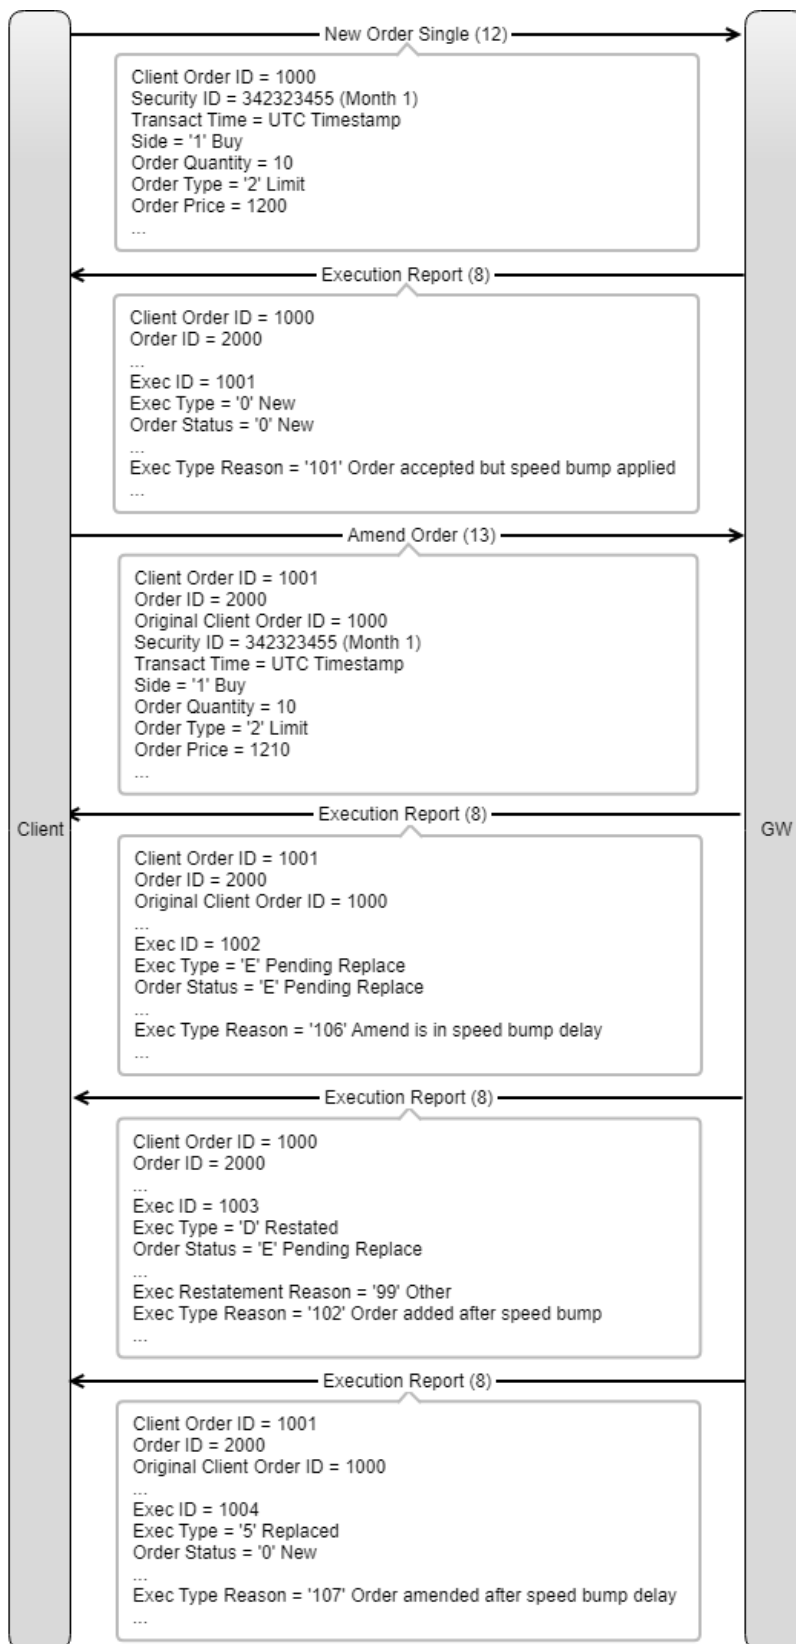 New Order Single (12)
Client Order ID = 1000
Security ID = 342323455 (Month 1)
Transact Time = UTC Timestamp
Side = '1' Buy
Order Quantity = 10
Order Type = '2' Limit
Order Price = 1200
...
Execution Report (8)
Client Order ID = 1000
Order ID = 2000
...
Exec ID = 1001
Exec Type = '0' New
Order Status = '0' New
...
Exec Type Reason = '101' Order accepted but speed bump applied
...
Amend Order (13)
Client Order ID = 1001
Order ID = 2000
Original Client Order ID = 1000
Security ID = 342323455 (Month 1)
Transact Time = UTC Timestamp
Side = '1' Buy
Order Quantity = 10
Order Type = '2' Limit
Order Price = 1210
...
Execution Report (8)
Client
GW
Client Order ID = 1001
Order ID = 2000
Original Client Order ID = 1000
...
Exec ID = 1002
Exec Type = 'E' Pending Replace
Order Status = 'E' Pending Replace
...
Exec Type Reason = '106' Amend is in speed bump delay
...
Execution Report (8)
Client Order ID = 1000
Order ID = 2000
...
Exec ID = 1003
Exec Type = 'D' Restated
Order Status = 'E' Pending Replace
...
Exec Restatement Reason = '99' Other
Exec Type Reason = '102' Order added after speed bump
...
Execution Report (8)
Client Order ID = 1001
Order ID = 2000
Original Client Order ID = 1000
...
Exec ID = 1004
Exec Type = '5' Replaced
Order Status = '0' New
...
Exec Type Reason = '107' Order amended after speed bump delay
...